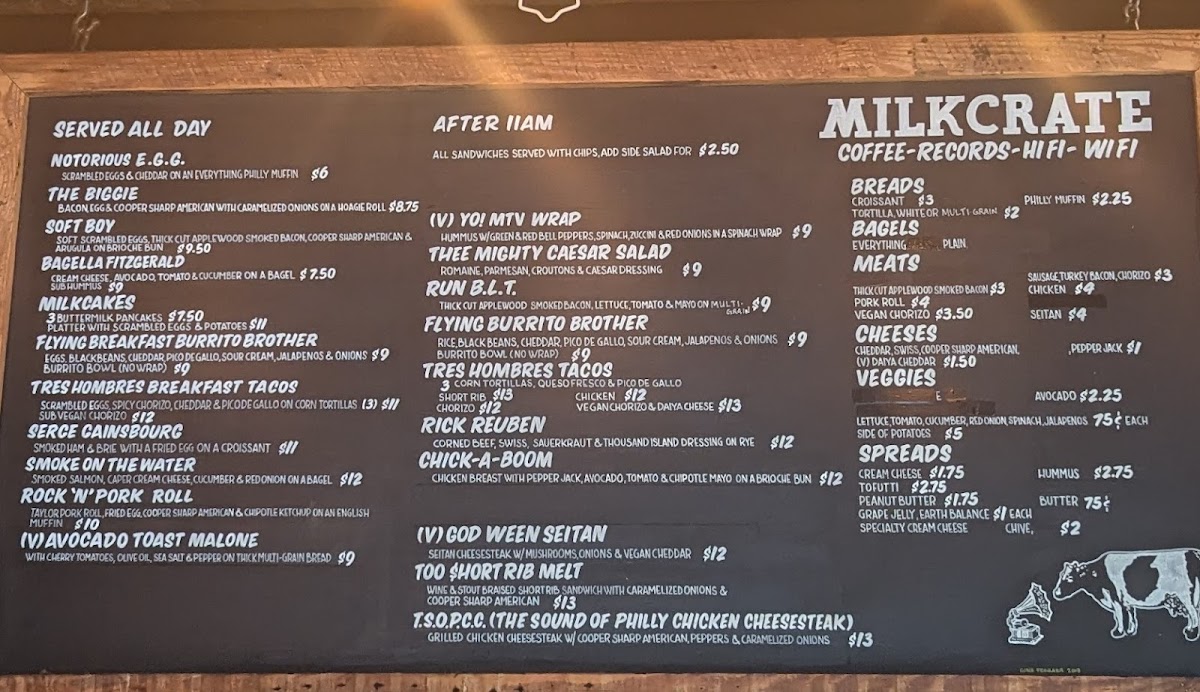 SERVED ALL DAY
NOTORIOUS E.G.G.
SCRAMBLED EGGS & CHEDDAR ON AN EVERYTHING PHILLY MUFFIN $6
THE BIGGIE
BACON, EGG & COOPER SHARP AMERICAN WITH CARAMELIZED ONIONS ON A HOAGIE ROLL $8.75
SOFT BOY
SOFT SCRAMBLED EGGS, THICK CUT APPLEWOOD SMOKED BACON, COOPER SHARP AMERICAN &
ARUGULA ON BRIOCHE BUN $9.50
BAGELLA FITZGERALD
CREAM CHEESE, AVOCADO, TOMATO & CUCUMBER ON A BAGEL $7.50
SUB HUMMUS $9
MILKCAKES
3 BUTTERMILK PANCAKES $7.50
PLATTER WITH SCRAMBLED EGGS & POTATOES $11
FLYING BREAKFAST BURRITO BROTHER
EGGS, BLACK BEANS, CHEDDAR, PICO DE GALLO, SOUR CREAM, JALAPENOS & ONIONS $9
BURRITO BOWL (NO WRAP) $9
TRES HOMBRES BREAKFAST TACOS
SCRAMBLED EGGS, SPICY CHORIZO, CHEDDAR & PICO DE GALLO ON CORN TORTILLAS (3) $11
SUB VEGAN CHORIZO $12
SERGE GAINSBOURG
SMOKED HAM & BRIE WITH A FRIED EGG ON A CROISSANT $11
SMOKE ON THE WATER
SMOKED SALMON, CAPER CREAM CHEESE, CUCUMBER & RED ONION ON A BAGEL $12
ROCK 'N' PORK ROLL
TAYLOR PORK ROLL, FRIED EGG, COOPER SHARP AMERICAN & CHIPOTLE KETCHUP ON AN ENGLISH
MUFFIN $10
(V) AVOCADO TOAST MALONE
WITH CHERRY TOMATOES, OLIVE OIL, SEA SALT & PEPPER ON THICK MULTI-GRAIN BREAD $9
AFTER 11AM
ALL SANDWICHES SERVED WITH CHIPS, ADD SIDE SALAD FOR $2.50
(V) YO! MTV WRAP
HUMMUS W/ GREEN & RED BELL PEPPERS, SPINACH, ZUCCINI & RED ONIONS IN A SPINACH WRAP $9
THEE MIGHTY CAESAR SALAD
ROMAINE, PARMESAN, CROUTONS & CAESAR DRESSING $9
RUN B.L.T.
THICK CUT APPLEWOOD SMOKED BACON, LETTUCE, TOMATO & MAYO ON MULTI-GRAIN $9
FLYING BURRITO BROTHER
RICE, BLACK BEANS, CHEDDAR, PICO DE GALLO, SOUR CREAM, JALAPENOS & ONIONS $9
BURRITO BOWL (NO WRAP) $9
TRES HOMBRES TACOS
3 CORN TORTILLAS, QUESO FRESCO & PICO DE GALLO
SHORT RIB $13 CHICKEN $12
CHORIZO $12 VEGAN CHORIZO & DAIYA CHEESE $13
RICK REUBEN
CORNED BEEF, SWISS, SAUERKRAUT & THOUSAND ISLAND DRESSING ON RYE $12
CHICK-A-BOOM
CHICKEN BREAST WITH PEPPER JACK, AVOCADO, TOMATO & CHIPOTLE MAYO ON A BRIOCHE BUN $12
(V) GOD WEEN SEITAN
SEITAN CHEESESTEAK W/ MUSHROOMS, ONIONS & VEGAN CHEDDAR $12
TOO $HORT RIB MELT
WINE & STOUT BRAISED SHORT RIB SANDWICH WITH CARAMELIZED ONIONS &
COOPER SHARP AMERICAN $13
T.S.O.P.C.C. (THE SOUND OF PHILLY CHICKEN CHEESESTEAK)
GRILLED CHICKEN CHEESESTEAK W/ COOPER SHARP AMERICAN, PEPPERS & CARAMELIZED ONIONS $13
MILKCRATE
COFFEE-RECORDS-HIFI-WIFI
BREADS
CROISSANT $3 PHILLY MUFFIN $2.25
TORTILLA, WHITE OR MULTI GRAIN $2
BAGELS
EVERYTHING PLAIN,
MEATS
SAUSAGE, TURKEY BACON, CHORIZO $3
THICK CUT APPLEWOOD SMOKED BACON $3 CHICKEN $4
PORK ROLL $4
VEGAN CHORIZO $3.50 SEITAN $4
CHEESES
CHEDDAR, SWISS, COOPER SHARP AMERICAN, , PEPPER JACK $1
(V) DAIYA CHEDDAR $1.50
VEGGIES
E AVOCADO $2.25
LETTUCE, TOMATO, CUCUMBER, RED ONION, SPINACH, JALAPENOS 75¢ EACH
SIDE OF POTATOES $5
SPREADS
CREAM CHEESE $1.75 HUMMUS $2.75
TOFUTTI $2.75
PEANUT BUTTER $1.75 BUTTER 75¢
GRAPE JELLY, EARTH BALANCE $1 EACH
SPECIALTY CREAM CHEESE CHIVE, $2